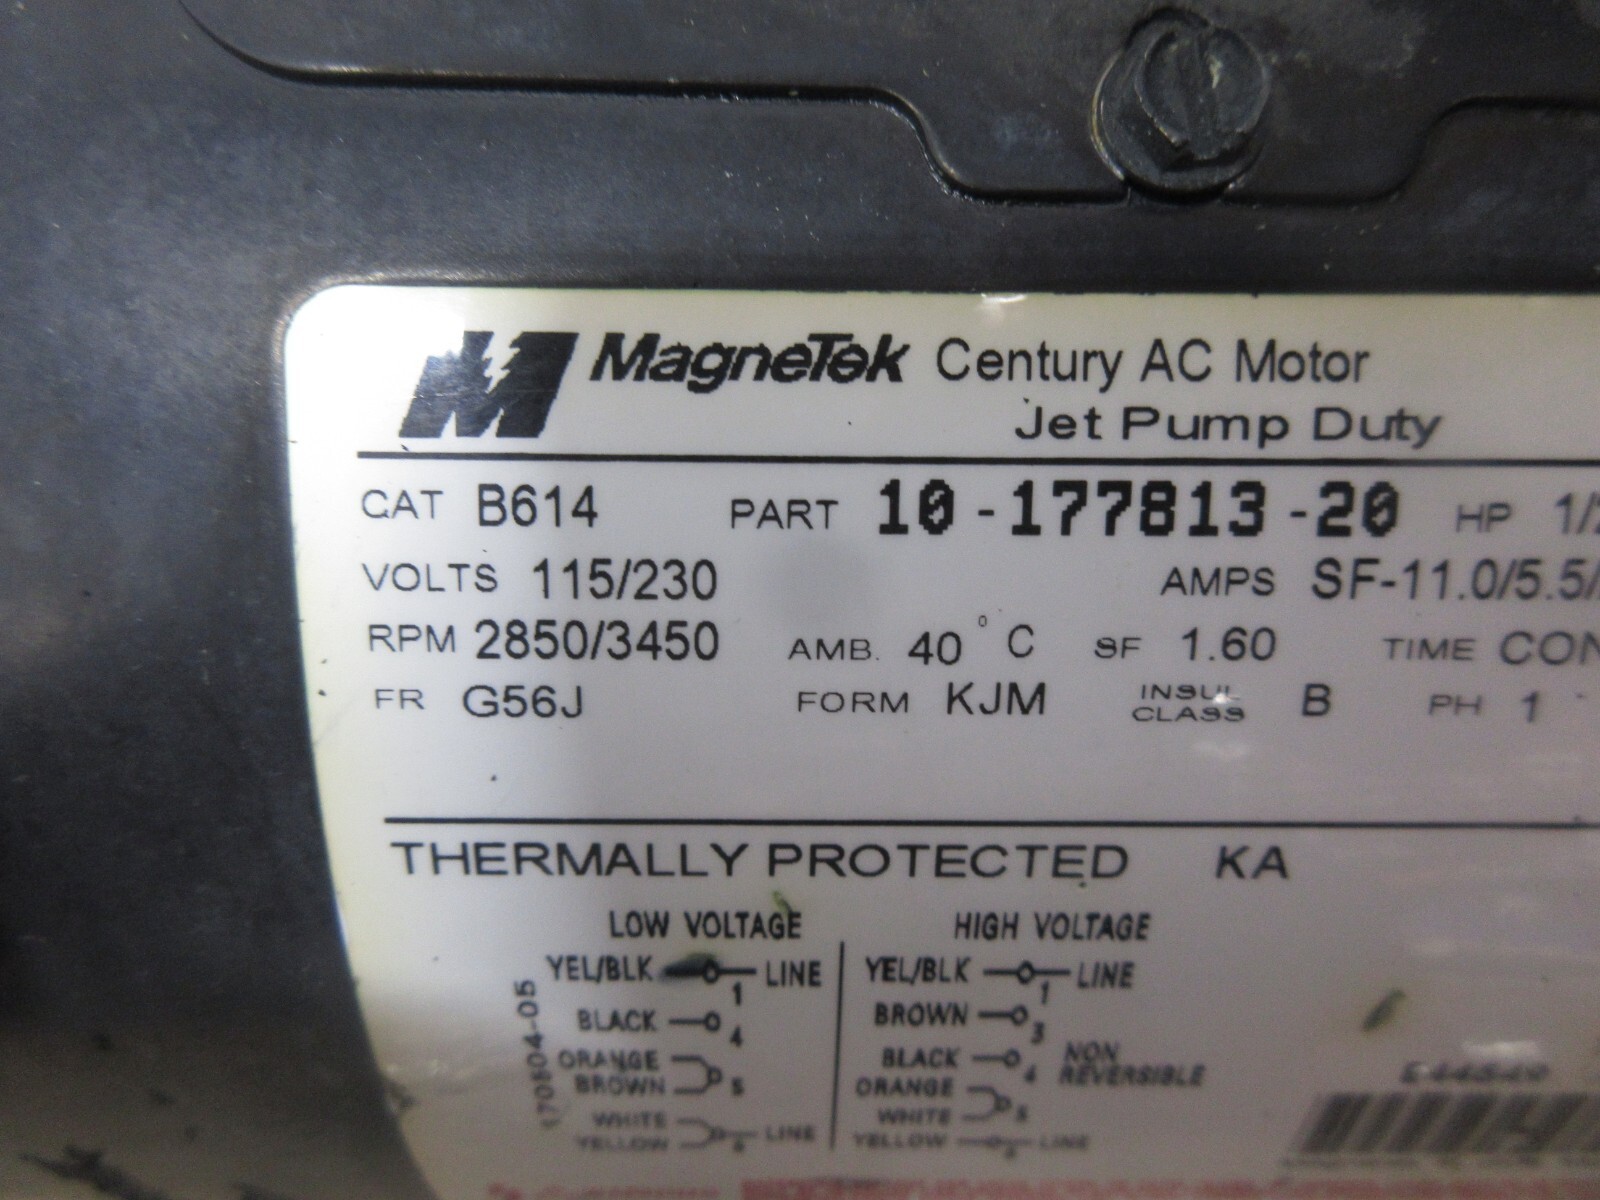 MagneTek Century AC Motor
Jet Pump Duty
CAT B614 PART 10-177813-20 HP
VOLTS 115/230 AMPS SF-11.0/5.5/
RPM 2850/3450 AMB. 40°C SF 1.60 TIME CON
FR G56J FORM KJM INSUL CLASS B PH 1
THERMALLY PROTECTED KA
LOW VOLTAGE
YEL/BLK 1 LINE
BLACK 4
ORANGE
BROWN 5
WHITE
YELLOW LINE
170804-05
HIGH VOLTAGE
YEL/BLK 1 LINE
BROWN 3
BLACK 4 NON
REVERSIBLE
ORANGE
WHITE 5
YELLOW LINE